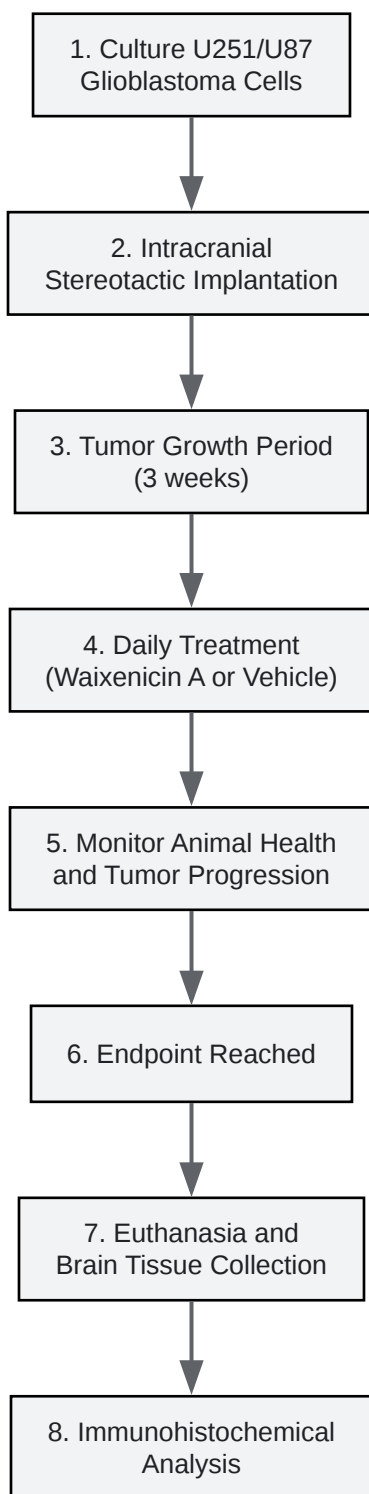 1. Culture U251/U87
Glioblastoma Cells
2. Intracranial
Stereotactic Implantation
3. Tumor Growth Period
(3 weeks)
4. Daily Treatment
(Waixenicin A or Vehicle)
5. Monitor Animal Health
and Tumor Progression
6. Endpoint Reached
7. Euthanasia and
Brain Tissue Collection
8. Immunohistochemical
Analysis